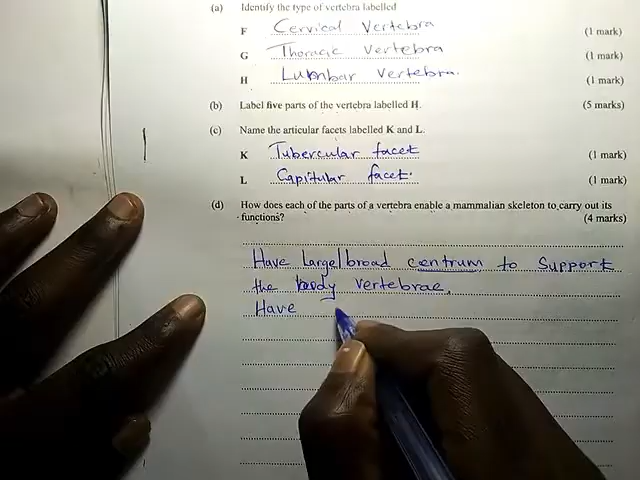 (a) Identify the type of vertebra labelled
F Cervical Vertebra (1 mark)
G Thoracic Vertebra (1 mark)
H Lumbar Vertebra. (1 mark)
(b) Label five parts of the vertebra labelled H. (5 marks)
(c) Name the articular facets labelled K and L.
K Tubercular facet (1 mark)
L Capitular facet. (1 mark)
(d) How does each of the parts of a vertebra enable a mammalian skeleton to carry out its
functions? (4 marks)
Have Large/broad centrum to Support
the body vertebrae.
Have